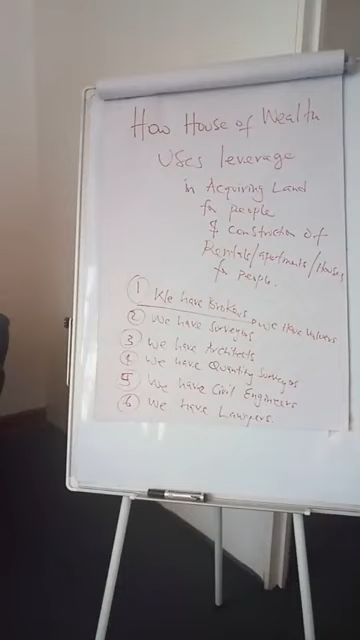 How House of Wealth
uses leverage
in Acquiring Land
for people
& construction of
Rentals/apartments/Houses
for people.
① We have Brokers, We Have Valuers
② We have Surveyors
③ We have Architects
④ We have Quantity Surveyors
⑤ We have Civil Engineers
⑥ We have Lawyers.